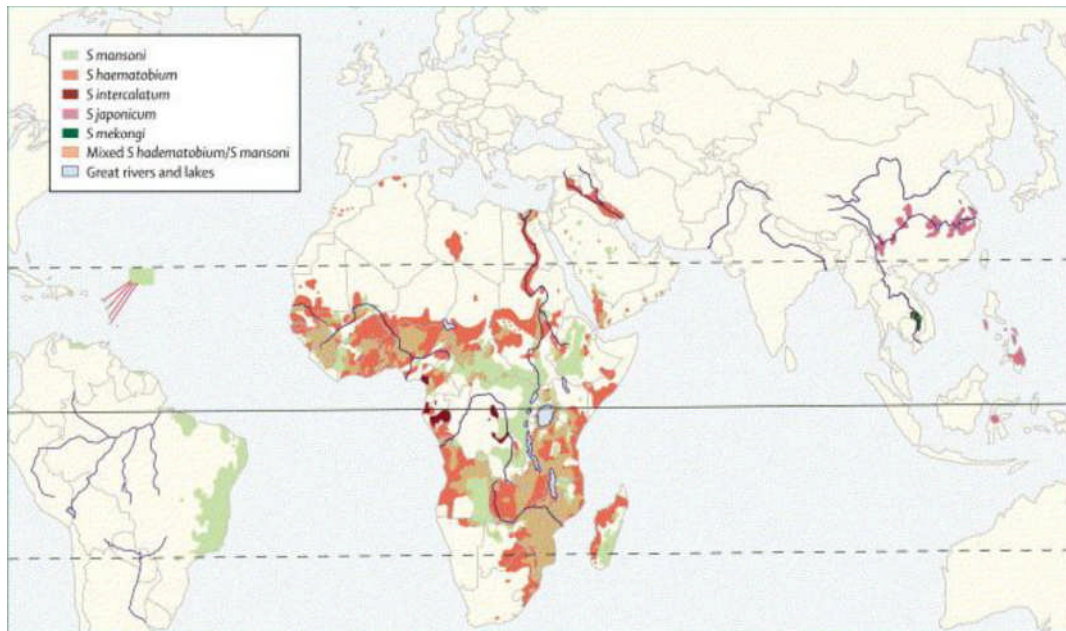 S mansoni
S haematobium
S intercalatum
S japonicum
S mekongi
Mixed S hadematobium/S mansoni
Great rivers and lakes